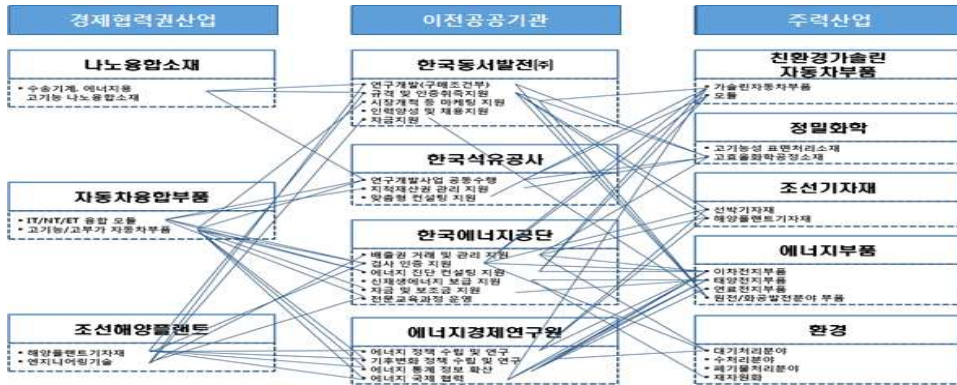 경제협력권산업
나노융합소재
• 수송기계, 에너지용
고기능 나노융합소재
자동차융합부품
• IT/NT/ET 융합 모듈
• 고기능/고부가 자동차부품
조선해양플랜트
• 해양플랜트기자재
• 엔지니어링기술
이전공공기관
한국동서발전㈜
• 연구개발(구매조건부)
• 규격 및 인증취득지원
• 시장개척 등 마케팅 지원
• 인력양성 및 채용지원
• 자금지원
한국석유공사
• 연구개발사업 공동수행
• 지적재산권 관리 지원
• 맞춤형 컨설팅 지원
한국에너지공단
• 배출권 거래 및 관리 지원
• 검사 인증 지원
• 에너지 진단 컨설팅 지원
• 신재생에너지 보급 지원
• 자금 및 보조금 지원
• 전문교육과정 운영
에너지경제연구원
• 에너지 정책 수립 및 연구
• 기후변화 정책 수립 및 연구
• 에너지 통계 정보 확산
• 에너지 국제 협력
주력산업
친환경가솔린
자동차부품
• 가솔린자동차부품
• 모듈
정밀화학
• 고기능성 표면처리소재
• 고효율화학공정소재
조선기자재
• 선박기자재
• 해양플랜트기자재
에너지부품
• 이차전지부품
• 태양전지부품
• 연료전지부품
• 원전/화공발전분야 부품
환경
• 대기처리분야
• 수처리분야
• 폐기물처리분야
• 재자원화